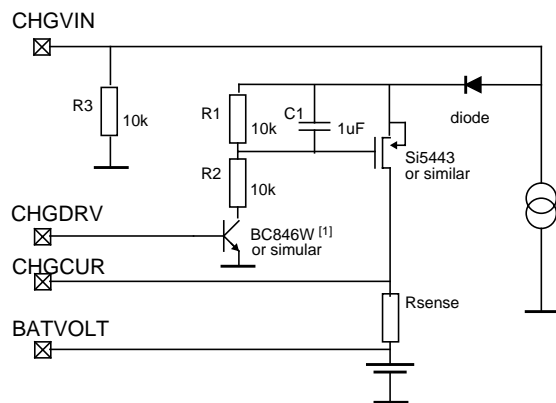 CHGVIN
R3
10k
R1
10k
C1
1uF
diode
Si5443
or similar
R2
10k
CHGDRV
BC846W [1]
or simular
CHGCUR
Rsense
BATVOLT